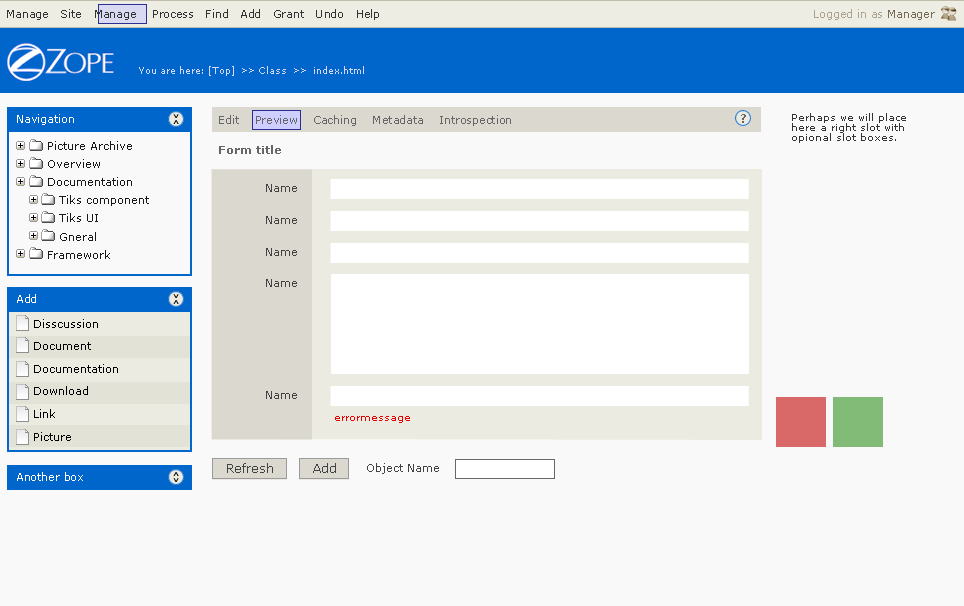 Manage Site Manage Process Find Add Grant Undo Help Logged in as Manager
ZOPE You are here: [Top] >> Class >> index.html
Navigation
Picture Archive
Overview
Documentation
Tiks component
Tiks UI
Gneral
Framework
Add
Disscussion
Document
Documentation
Download
Link
Picture
Another box
Edit Preview Caching Metadata Introspection ?
Form title
Name
Name
Name
Name
Name
errormessage
Refresh Add Object Name
Perhaps we will place
here a right slot with
opional slot boxes.